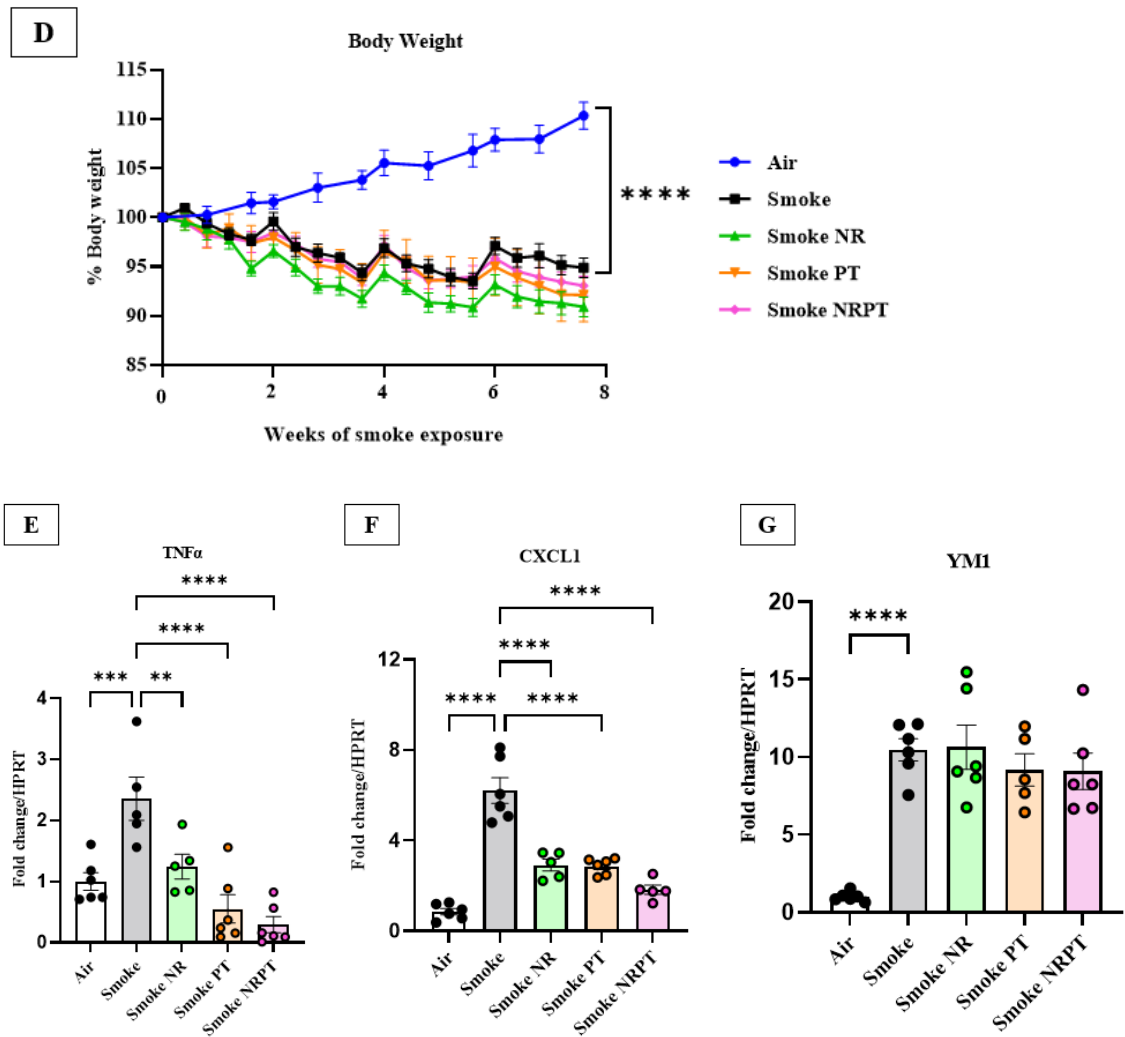 D
Body Weight
115
110
105
100
95
90
85
% Body weight
0 2 4 6 8
Weeks of smoke exposure
****
Air
Smoke
Smoke NR
Smoke PT
Smoke NRPT
E
TNFα
****
****
*** **
4
3
2
1
0
Fold change/HPRT
Air
Smoke
Smoke NR
Smoke PT
Smoke NRPT
F
CXCL1
****
****
**** ****
12
8
4
0
Fold change/HPRT
Air
Smoke
Smoke NR
Smoke PT
Smoke NRPT
G
YM1
****
20
15
10
5
0
Fold change/HPRT
Air
Smoke
Smoke NR
Smoke PT
Smoke NRPT